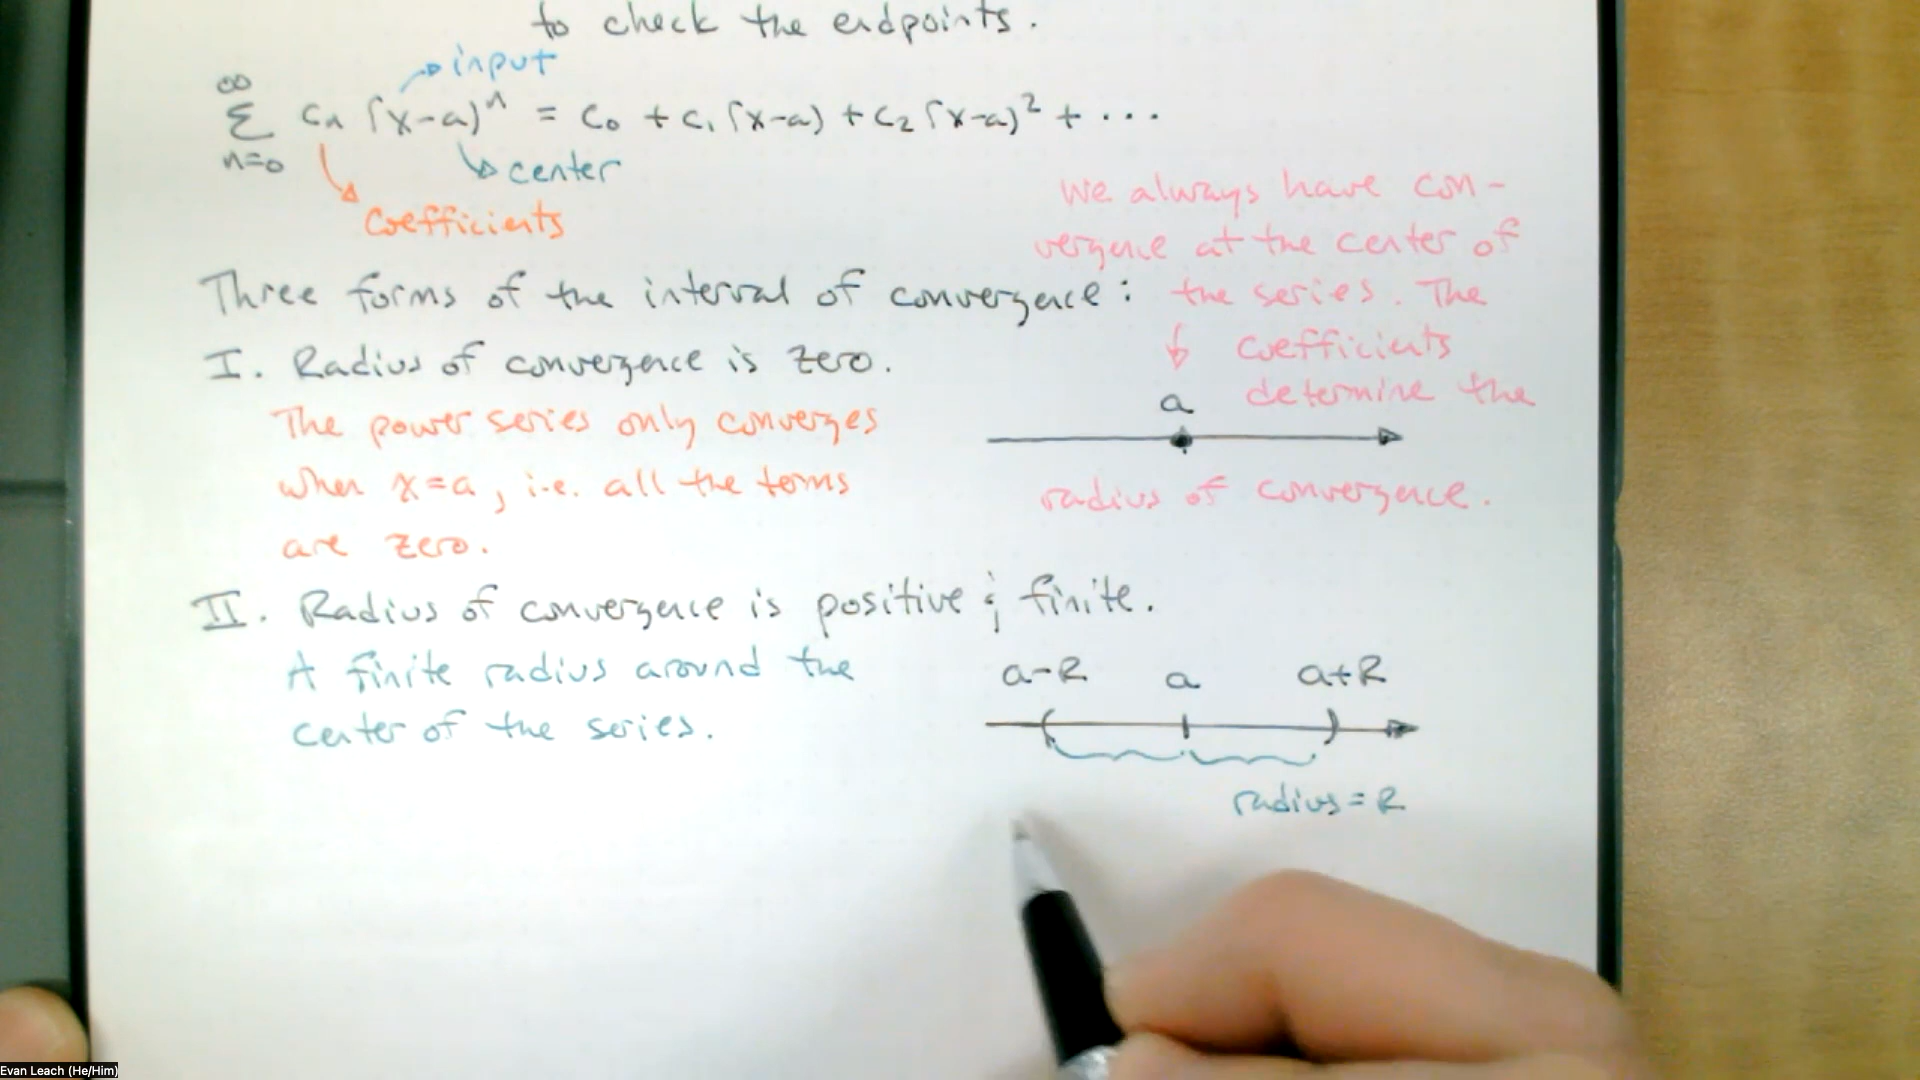 to check the endpoints.
input
∞
Σ cₙ (x-a)ⁿ = c₀ + c₁(x-a) + c₂(x-a)² + ...
n=0
center
Coefficients
We always have con-
vergence at the center of
the series. The
coefficients
determine the
radius of convergence.
Three forms of the interval of convergence:
I. Radius of convergence is zero.
The power series only converges
when x=a, i.e. all the terms
are zero.
a
II. Radius of convergence is positive & finite.
A finite radius around the
center of the series.
a-R a a+R
radius = R
Evan Leach (He/Him)